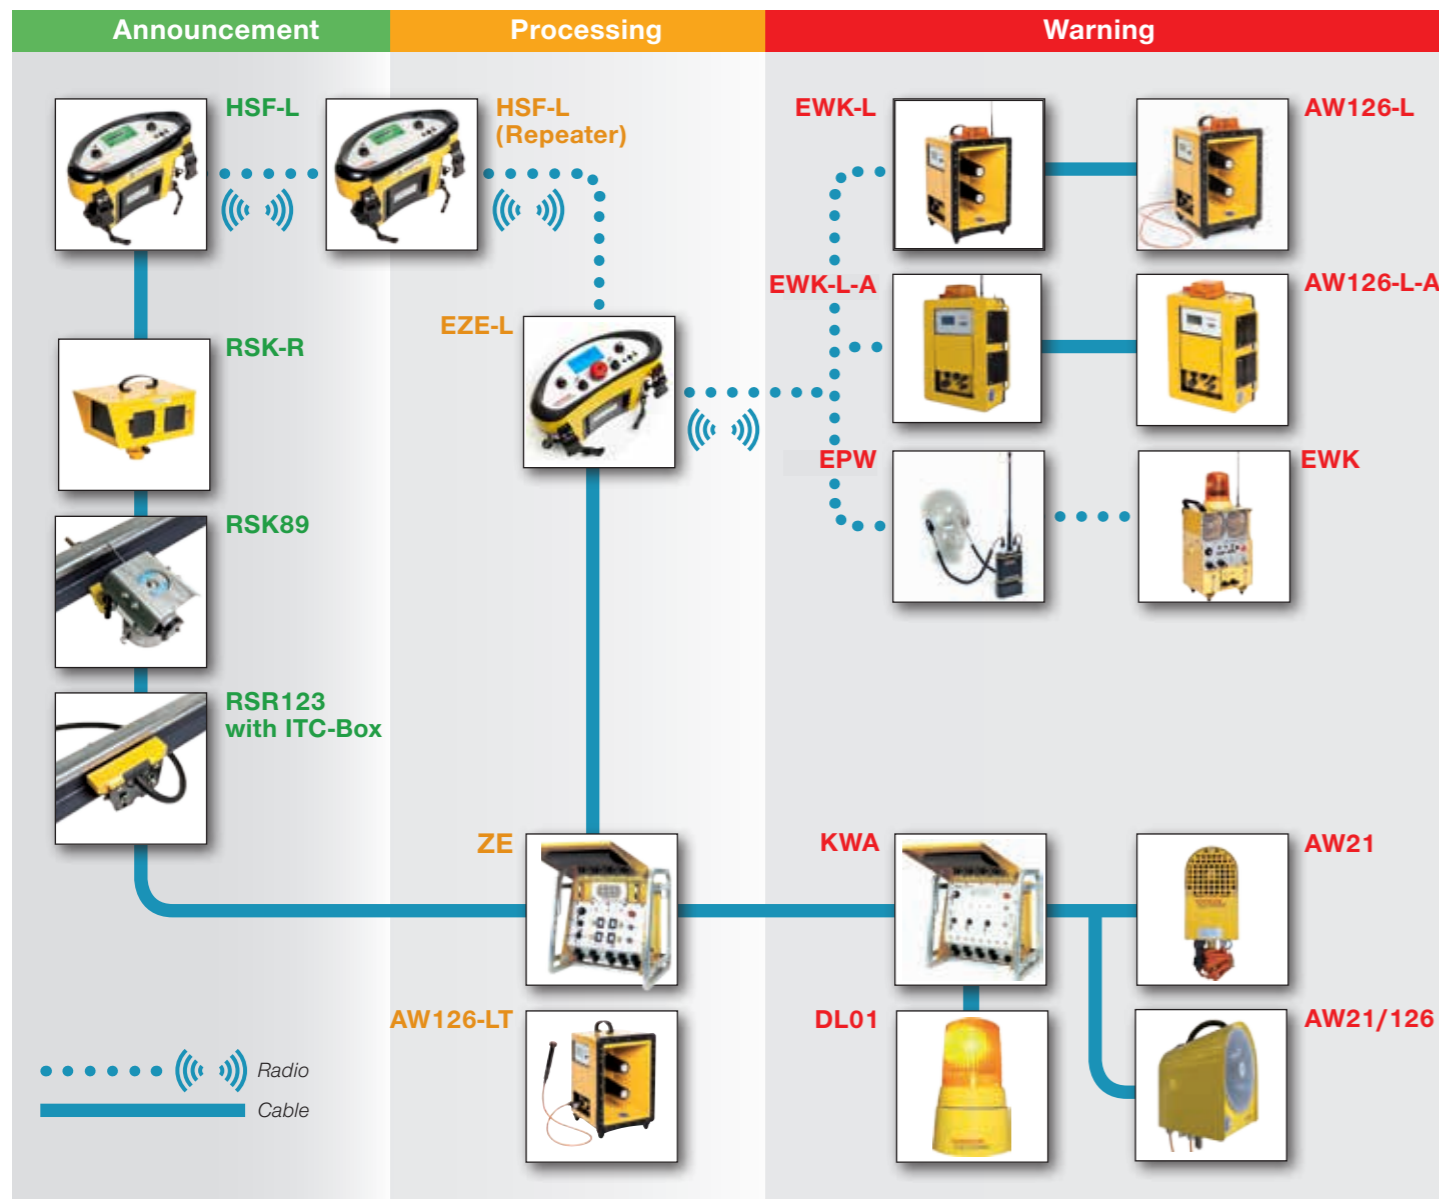 Announcement
Processing
Warning
HSF-L
HSF-L
(Repeater)
EWK-L
AW126-L
EWK-L-A
AW126-L-A
EZE-L
RSK-R
EPW
EWK
RSK89
RSR123
with ITC-Box
ZE
KWA
AW21
AW126-LT
DL01
AW21/126
Radio
Cable